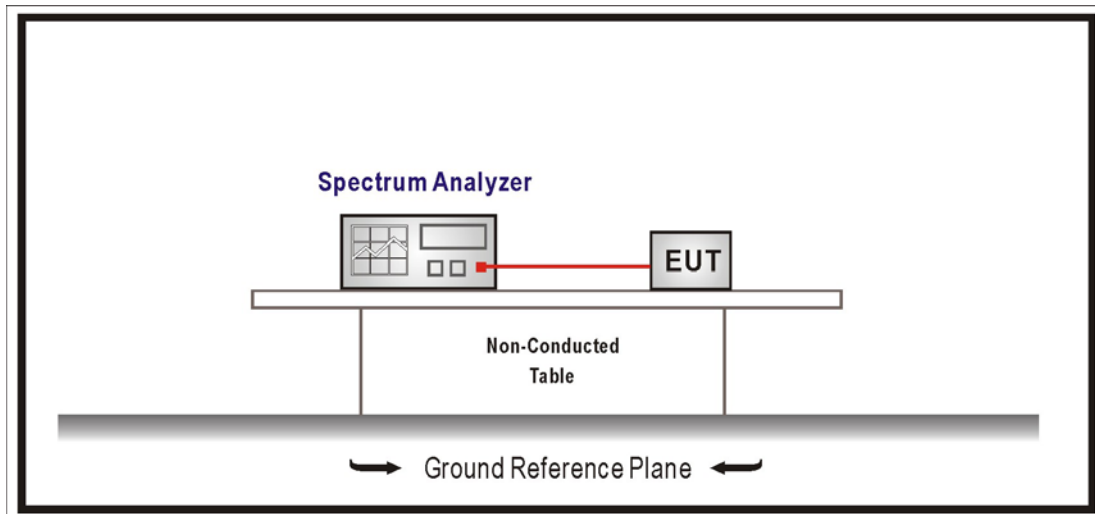 Spectrum Analyzer
EUT
Non-Conducted
Table
Ground Reference Plane